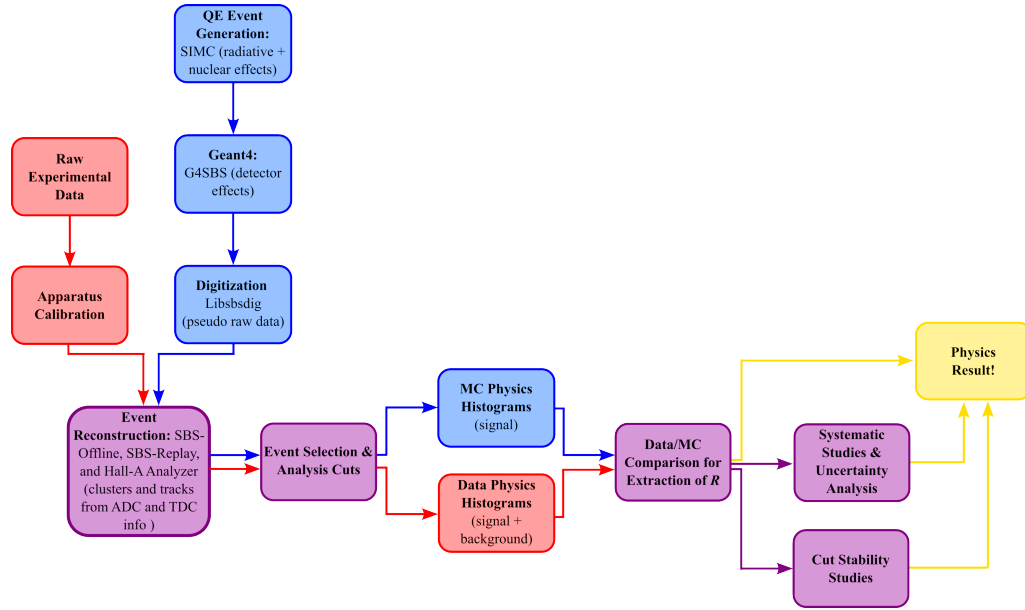 QE Event
Generation:
SIMC (radiative +
nuclear effects)
Geant4:
G4SBS (detector
effects)
Raw
Experimental
Data
Digitization
Libsbsdig
(pseudo raw data)
Apparatus
Calibration
Event
Reconstruction: SBS-
Offline, SBS-Replay,
and Hall-A Analyzer
(clusters and tracks
from ADC and TDC
info )
Event Selection &
Analysis Cuts
MC Physics
Histograms
(signal)
Data Physics
Histograms
(signal +
background)
Data/MC
Comparison for
Extraction of R
Physics
Result!
Systematic
Studies &
Uncertainty
Analysis
Cut Stability
Studies